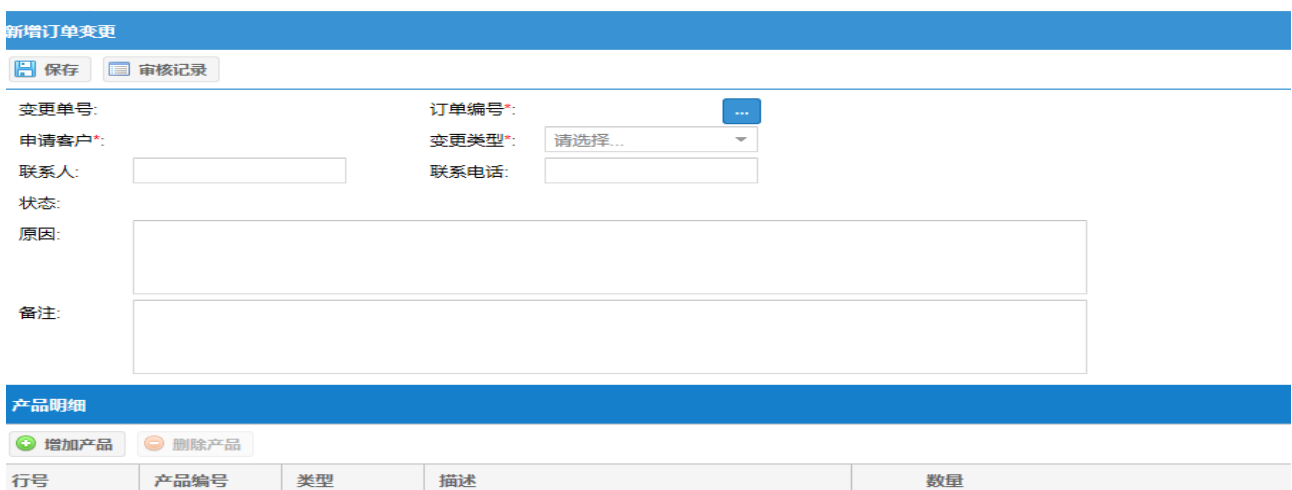 新增订单变更
保存 审核记录
变更单号: 订单编号*: ...
申请客户*: 变更类型*: 请选择...
联系人: 联系电话:
状态:
原因:
备注:
产品明细
增加产品 删除产品
行号 产品编号 类型 描述 数量